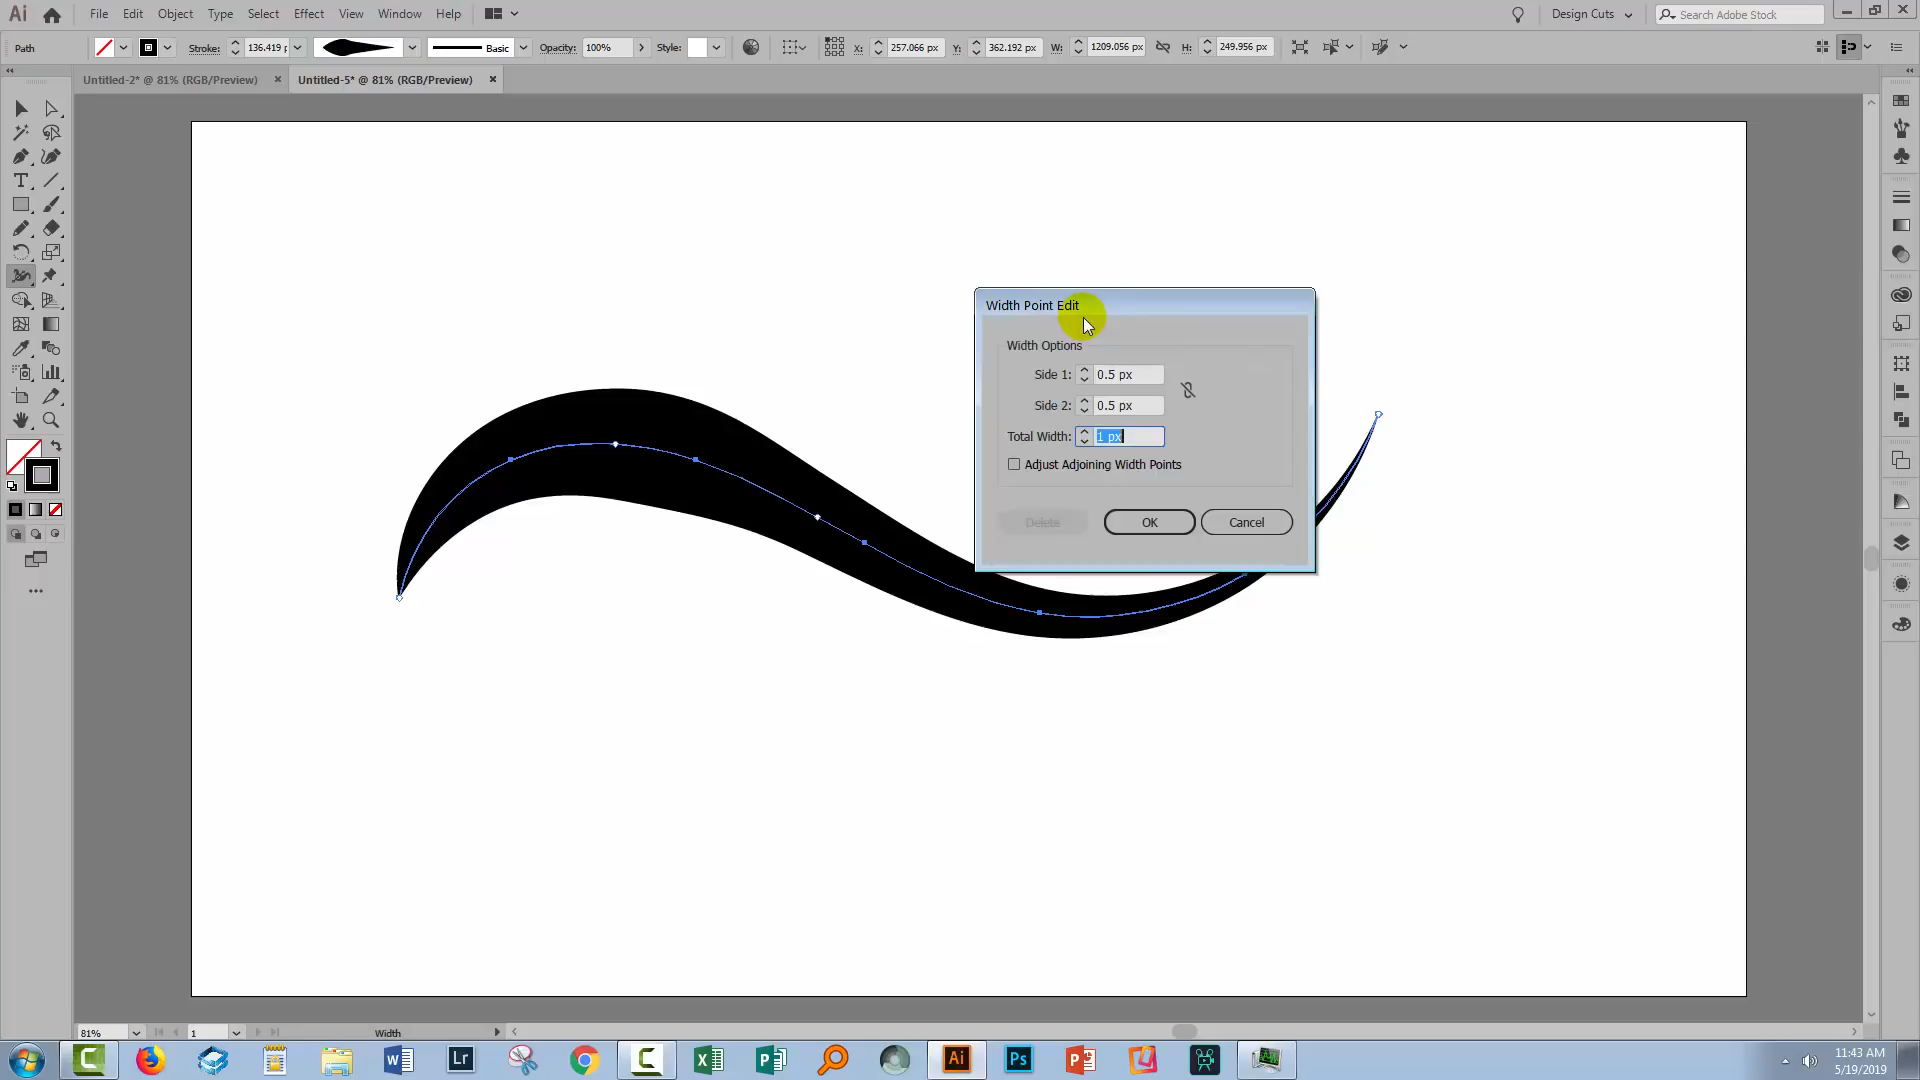 Ai File Edit Object Type Select Effect View Window Help Design Cuts Search Adobe Stock
Path Stroke: 136.419 p Basic Opacity: 100% Style: X: 257.066 px Y: 362.192 px W: 1209.056 px H: 249.956 px
Untitled-2* @ 81% (RGB/Preview) Untitled-5* @ 81% (RGB/Preview)
Width Point Edit
Width Options
Side 1: 0.5 px
Side 2: 0.5 px
Total Width: 1 px
Adjust Adjoining Width Points
Delete OK Cancel
81% 1 Width
Lr Ai Ps
11:43 AM
5/19/2019